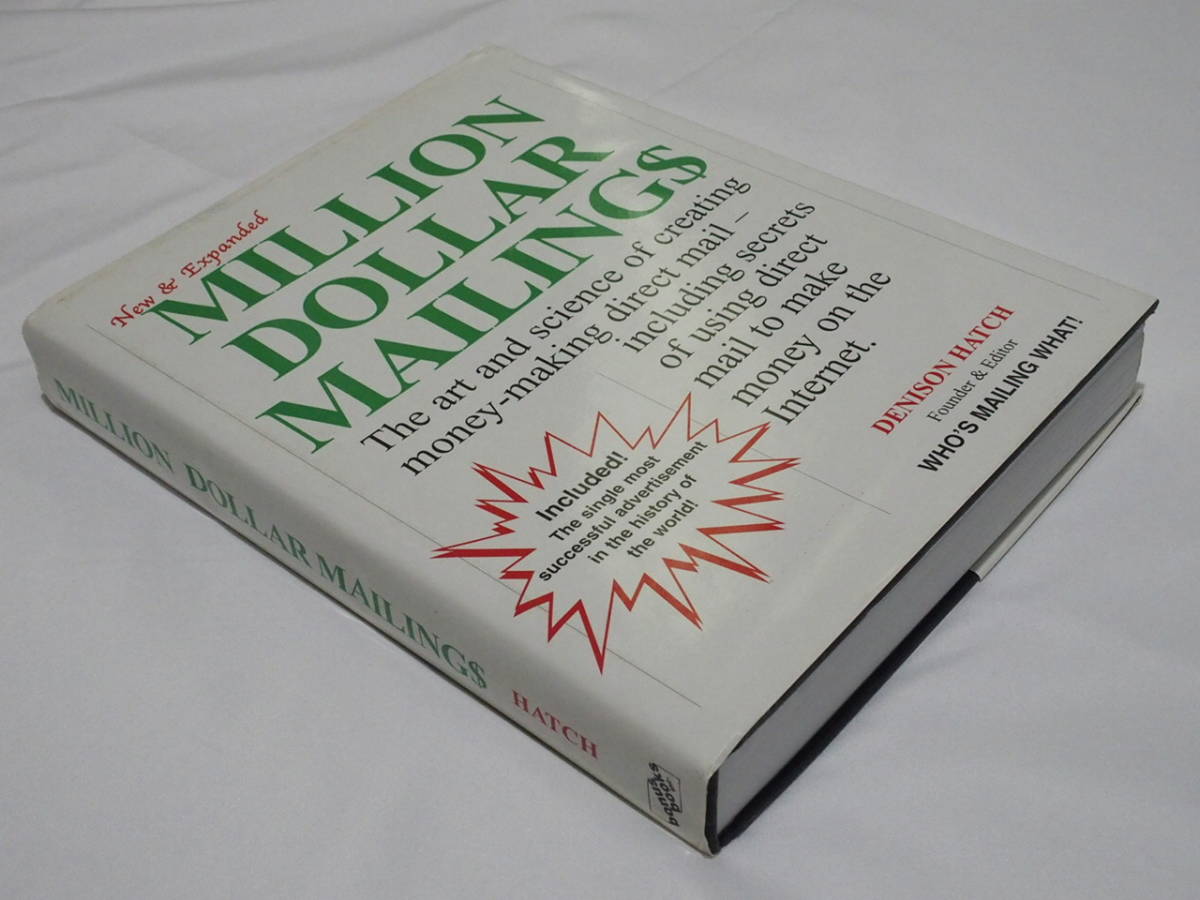 New & Expanded
MILLION
DOLLAR
MAILING$
The art and science of creating
money-making direct mail –
including secrets
of using direct
mail to make
money on the
Internet.
Included!
The single most
successful advertisement
in the history of
the world!
DENISON HATCH
Founder & Editor
WHO'S MAILING WHAT!
MILLION DOLLAR MAILING$ HATCH
bonus
books